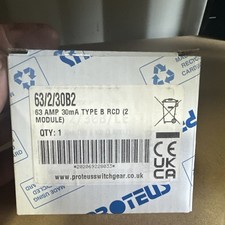 63/2/30B2
63 AMP 30mA TYPE B RCD (2
MODULE)
QTY: 1
UK
CA
www.proteusswitchgear.co.uk
PROTEUS